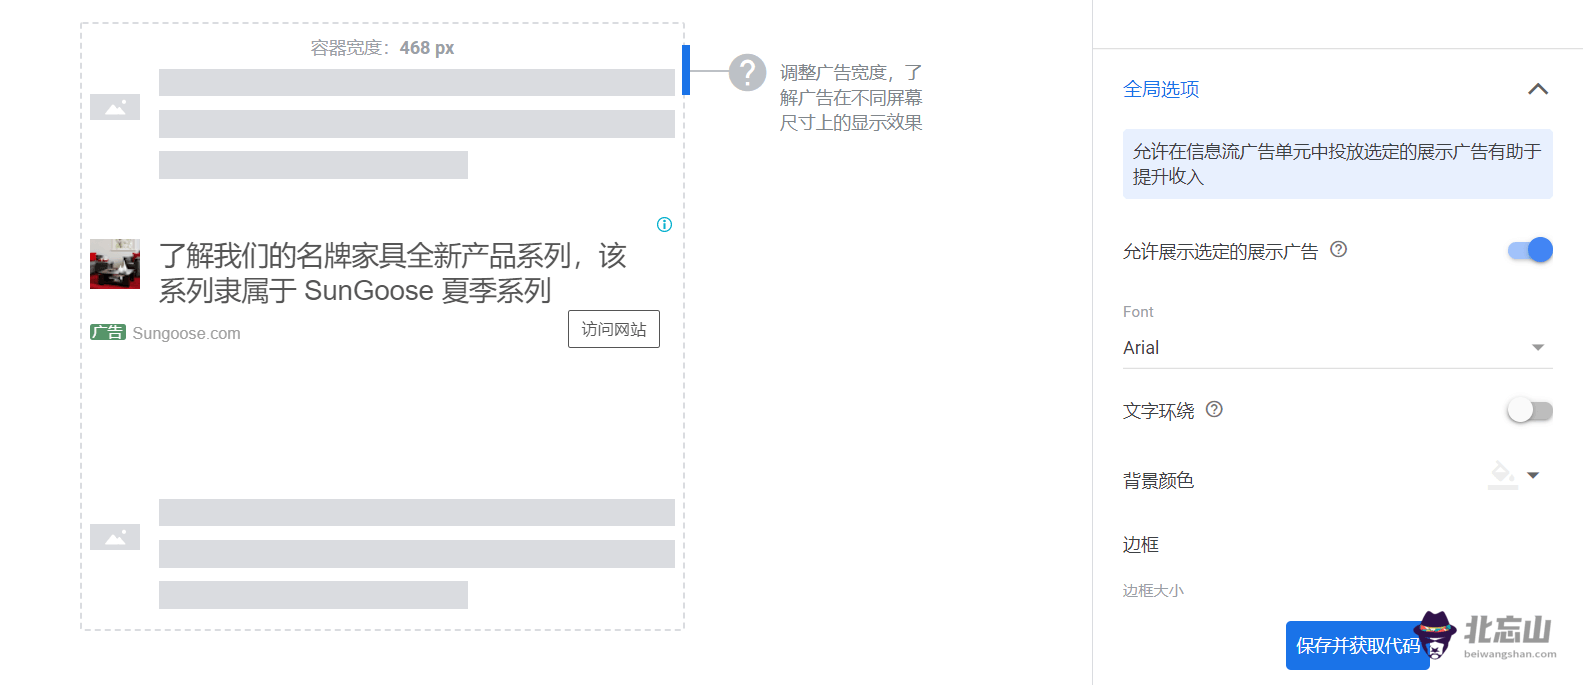 容器宽度：468 px
?
调整广告宽度，了
解广告在不同屏幕
尺寸上的显示效果
了解我们的名牌家具全新产品系列，该
系列隶属于 SunGoose 夏季系列
广告 Sungoose.com
访问网站
全局选项
允许在信息流广告单元中投放选定的展示广告有助于
提升收入
允许展示选定的展示广告 ?
Font
Arial
文字环绕 ?
背景颜色
边框
边框大小
保存并获取代码
北忘山
beiwangshan.com